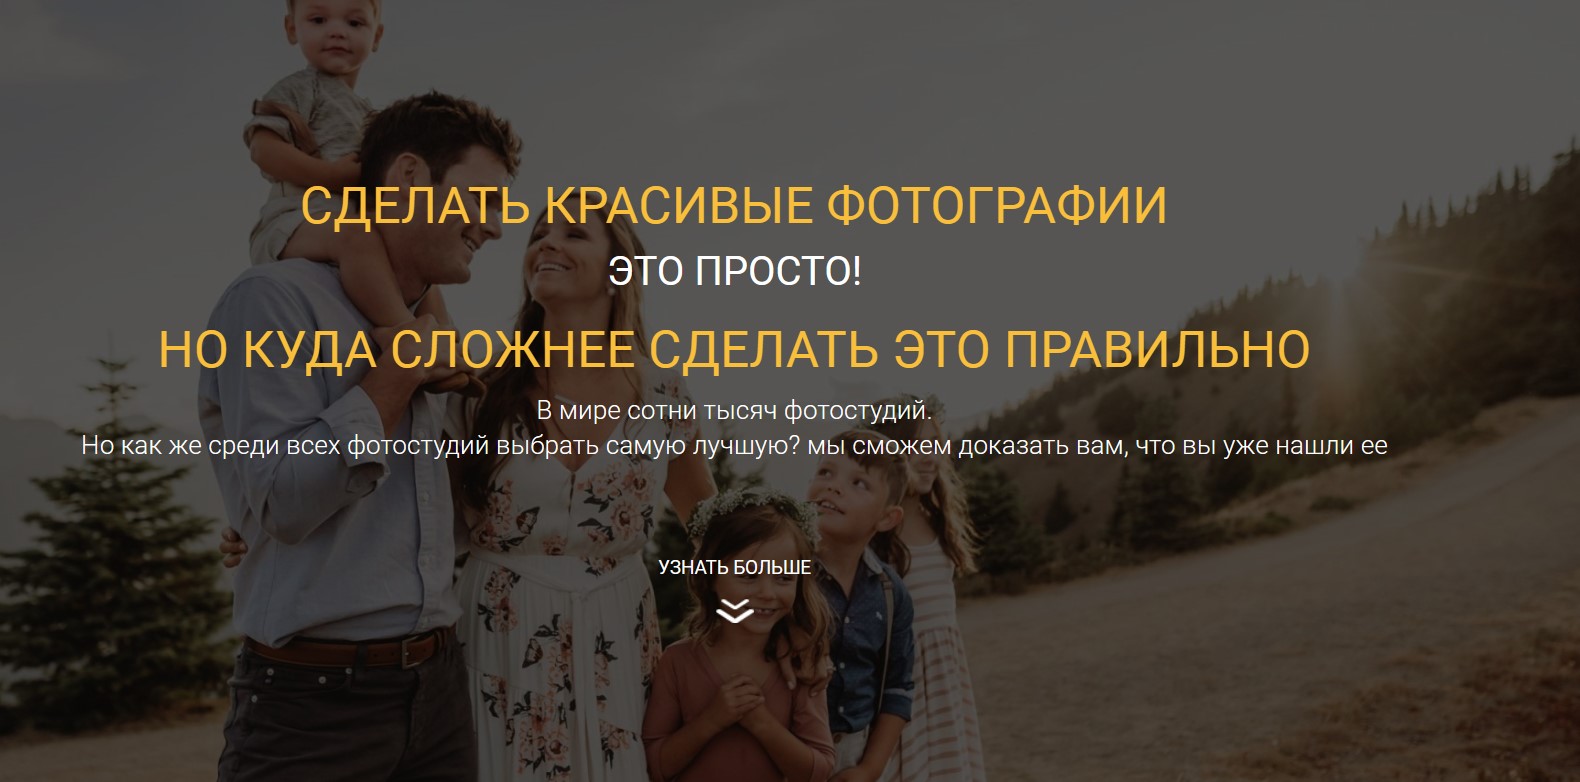 СДЕЛАТЬ КРАСИВЫЕ ФОТОГРАФИИ
ЭТО ПРОСТО!
НО КУДА СЛОЖНЕЕ СДЕЛАТЬ ЭТО ПРАВИЛЬНО
В мире сотни тысяч фотостудий.
Но как же среди всех фотостудий выбрать самую лучшую? мы сможем доказать вам, что вы уже нашли ее
УЗНАТЬ БОЛЬШЕ